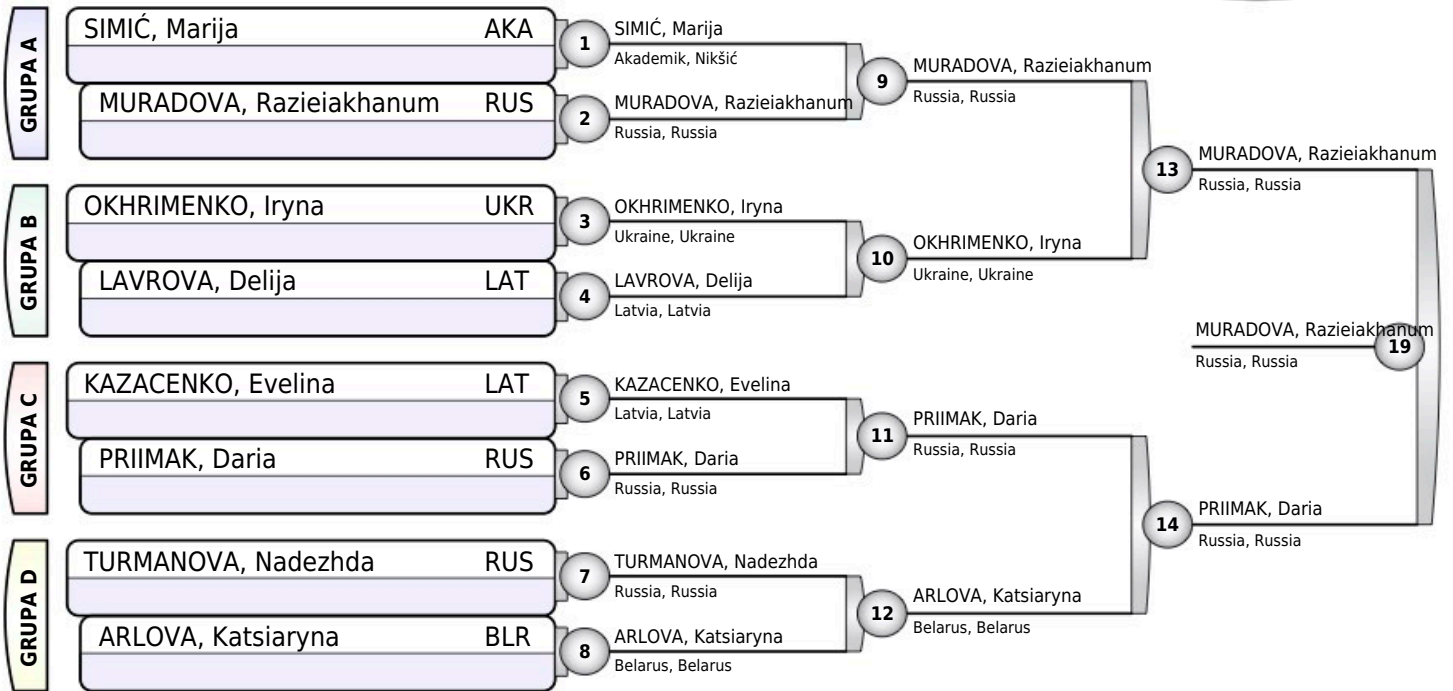 GRUPA A
SIMIĆ, Marija AKA
MURADOVA, Razieiakhanum RUS
1
SIMIĆ, Marija
Akademik, Nikšić
2
MURADOVA, Razieiakhanum
Russia, Russia
9
MURADOVA, Razieiakhanum
Russia, Russia
GRUPA B
OKHRIMENKO, Iryna UKR
LAVROVA, Delija LAT
3
OKHRIMENKO, Iryna
Ukraine, Ukraine
4
LAVROVA, Delija
Latvia, Latvia
10
OKHRIMENKO, Iryna
Ukraine, Ukraine
13
MURADOVA, Razieiakhanum
Russia, Russia
GRUPA C
KAZACENKO, Evelina LAT
PRIIMAK, Daria RUS
5
KAZACENKO, Evelina
Latvia, Latvia
6
PRIIMAK, Daria
Russia, Russia
11
PRIIMAK, Daria
Russia, Russia
GRUPA D
TURMANOVA, Nadezhda RUS
ARLOVA, Katsiaryna BLR
7
TURMANOVA, Nadezhda
Russia, Russia
8
ARLOVA, Katsiaryna
Belarus, Belarus
12
ARLOVA, Katsiaryna
Belarus, Belarus
14
PRIIMAK, Daria
Russia, Russia
MURADOVA, Razieiakhanum
Russia, Russia
19